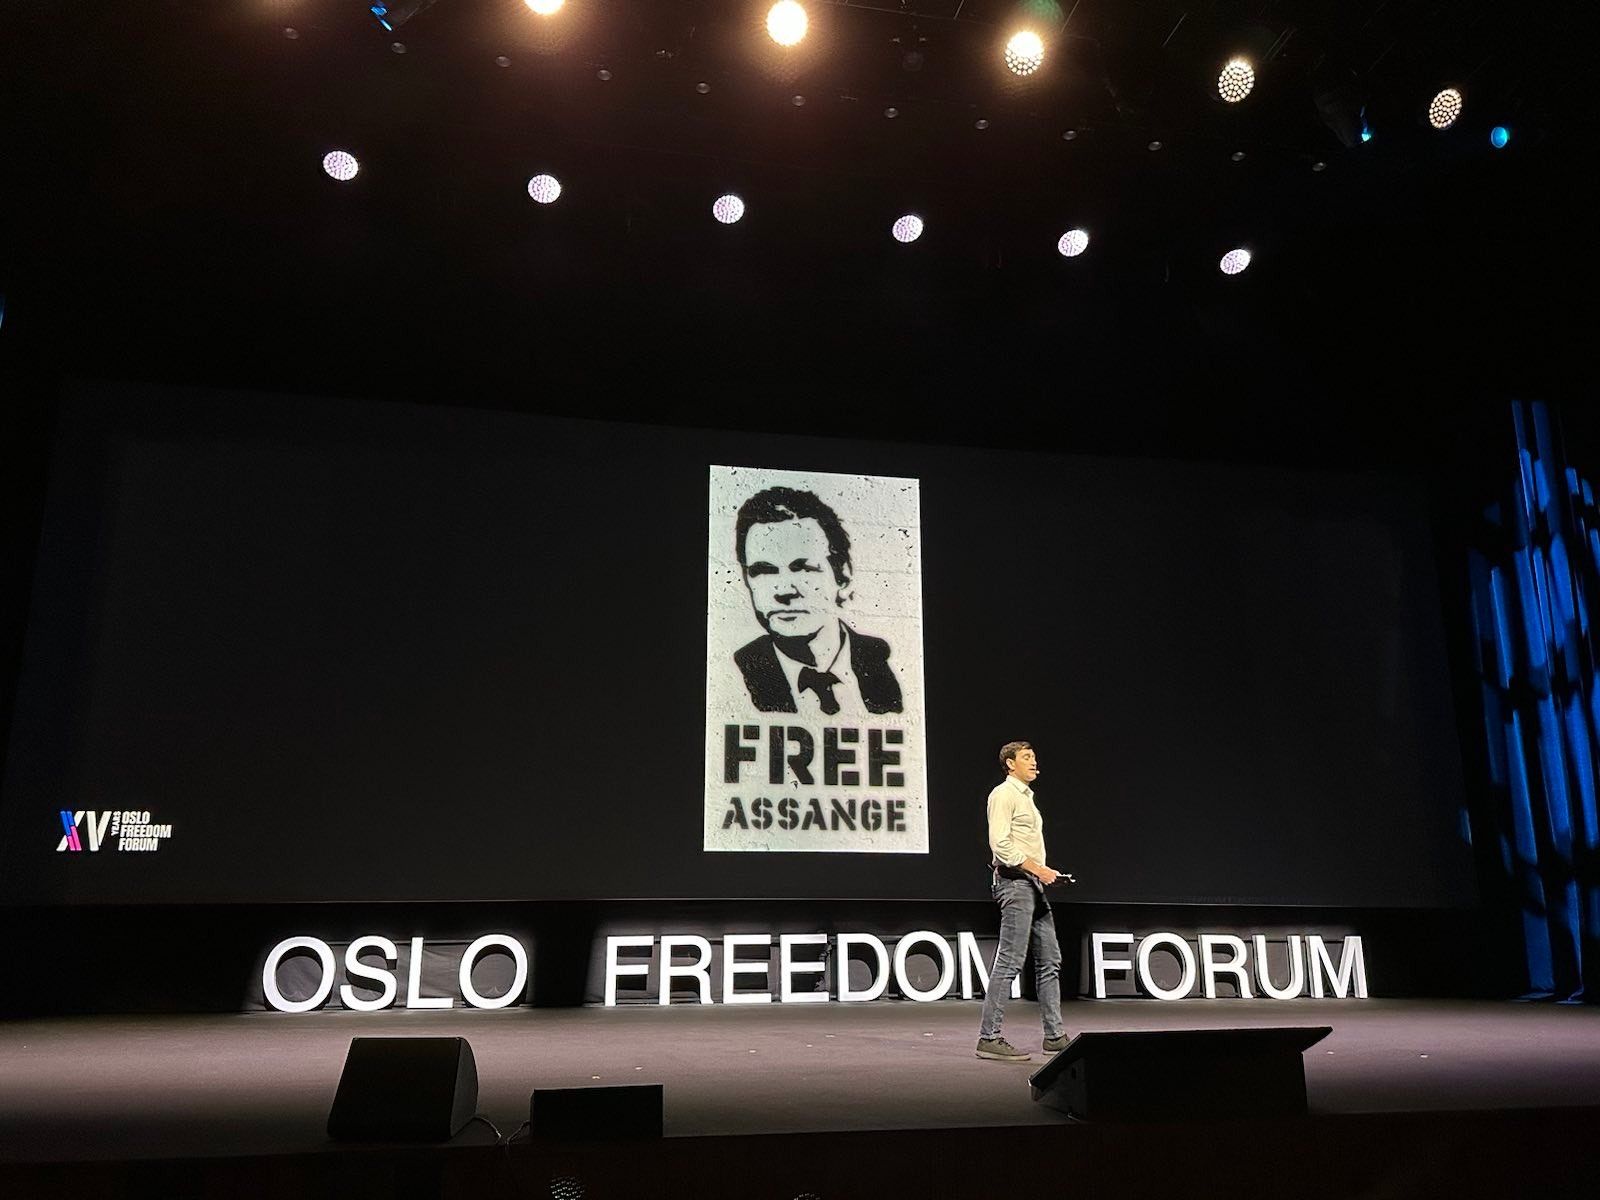 FREE
ASSANGE
XV YEARS OSLO
FREEDOM
FORUM
OSLO FREEDOM FORUM